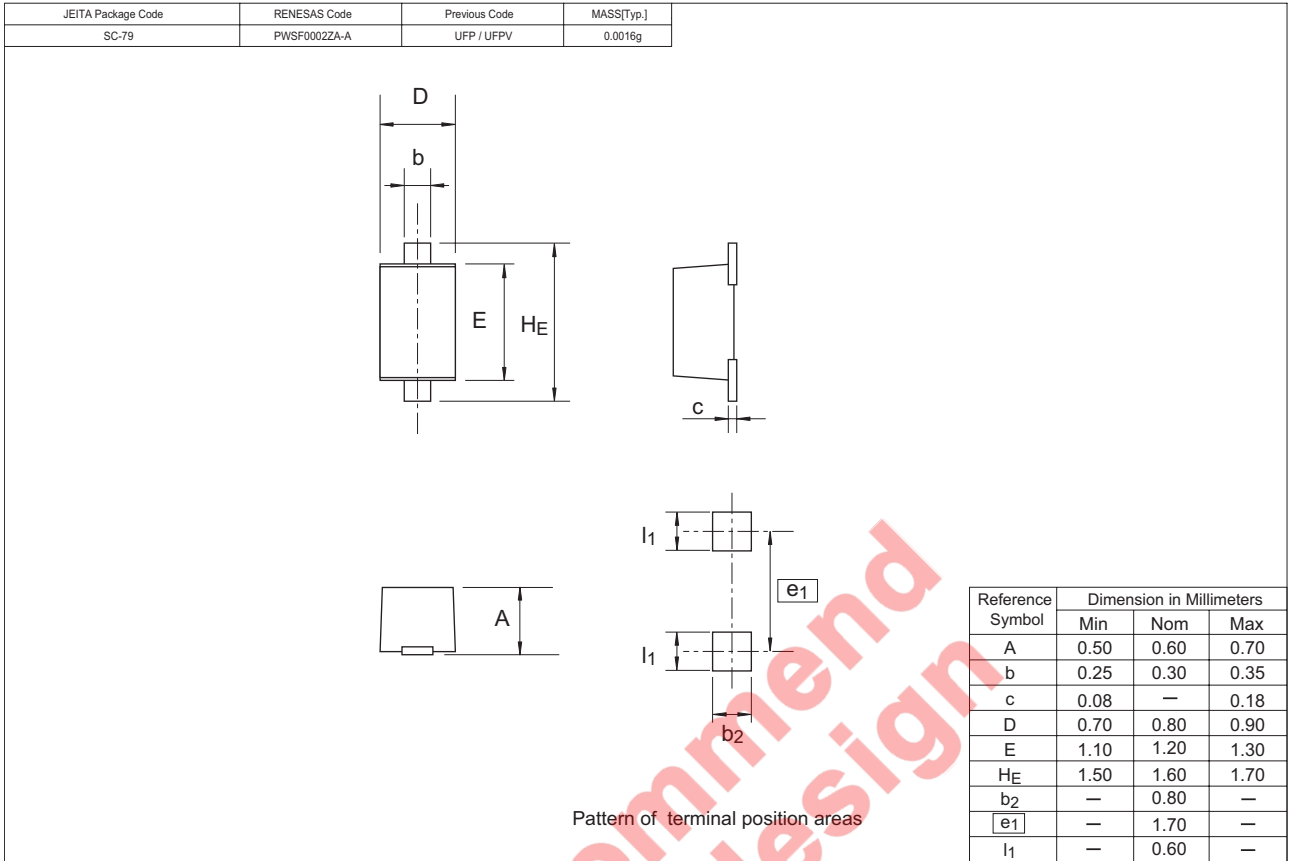 JEITA Package Code RENESAS Code Previous Code MASS[Typ.]
SC-79 PWSF0002ZA-A UFP / UFPV 0.0016g
D
b
E HE
c
l1
e1
A
l1
b2
Pattern of terminal position areas
Reference Symbol Dimension in Millimeters
Min Nom Max
A 0.50 0.60 0.70
b 0.25 0.30 0.35
c 0.08 — 0.18
D 0.70 0.80 0.90
E 1.10 1.20 1.30
HE 1.50 1.60 1.70
b2 — 0.80 —
e1 — 1.70 —
l1 — 0.60 —
ommend
design